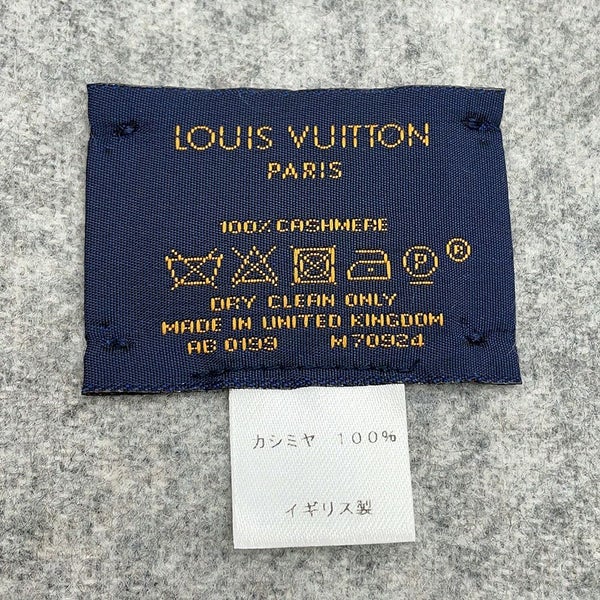 LOUIS VUITTON
PARIS
100% CASHMERE
P ®
DRY CLEAN ONLY
MADE IN UNITED KINGDOM
AB 0199 M 70924
カシミヤ 100%
イギリス製